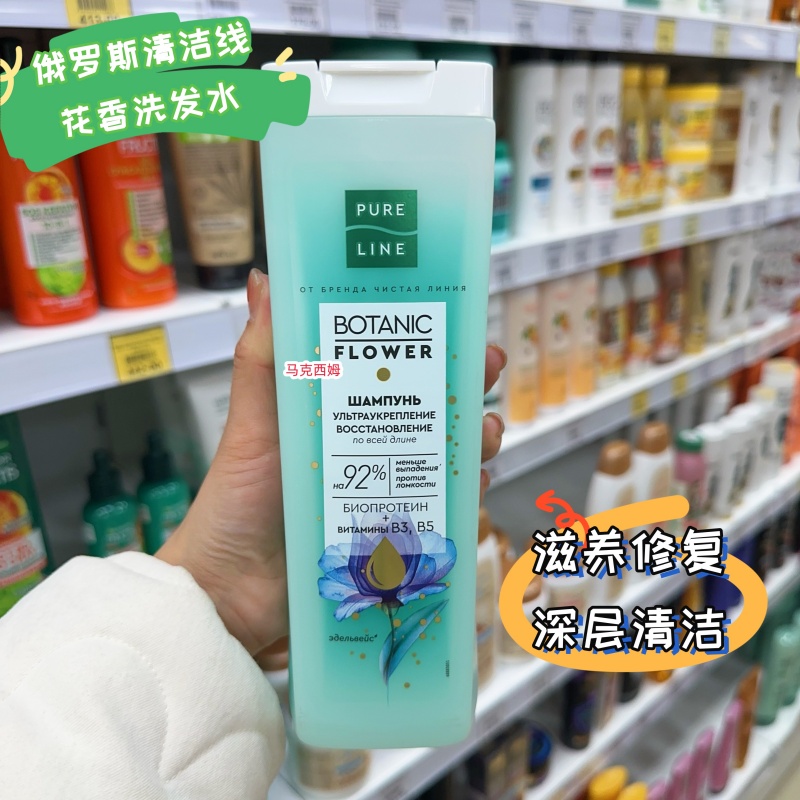 俄罗斯清洁线
花香洗发水
PURE
LINE
ОТ БРЕНДА ЧИСТАЯ ЛИНИЯ
BOTANIC
FLOWER
马克西姆
ШАМПУНЬ
УЛЬТРАУКРЕПЛЕНИЕ
ВОССТАНОВЛЕНИЕ
по всей длине
на 92%
меньше
выпадения*
против
ломкости
БИОПРОТЕИН
+
ВИТАМИНЫ B3, B5
эдельвейс*
滋养修复
深层清洁